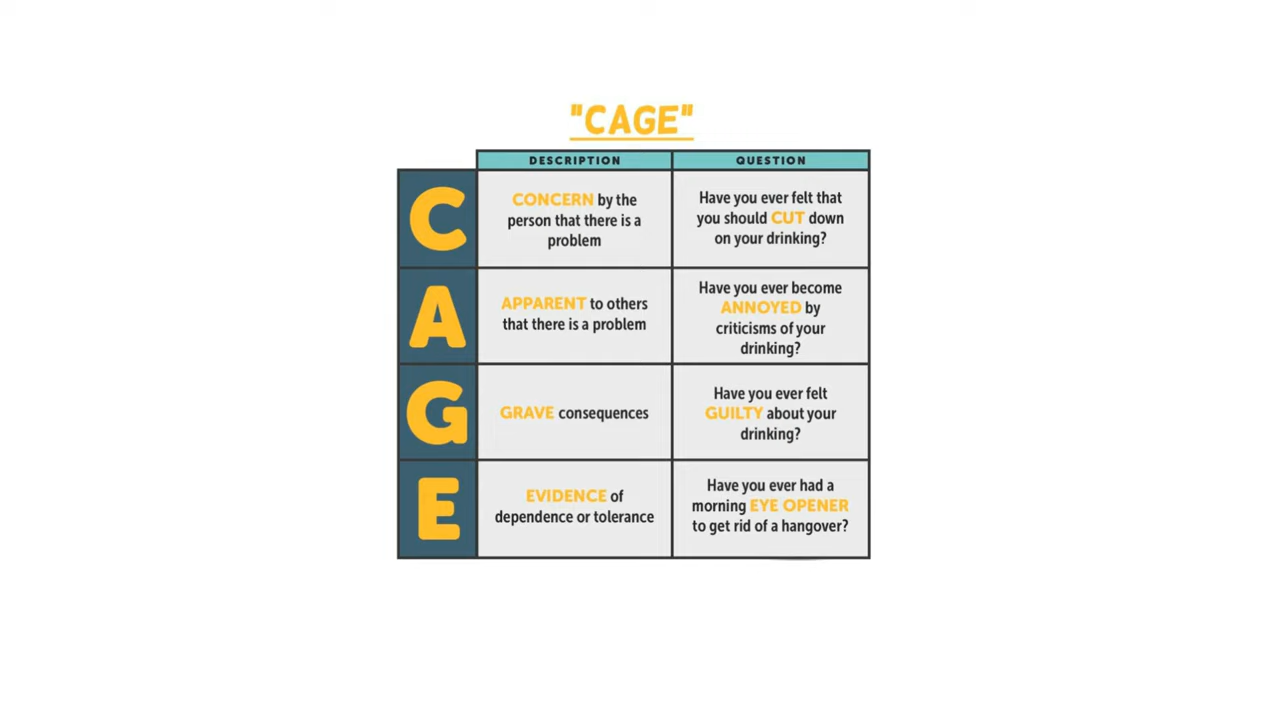 "CAGE"
DESCRIPTION
QUESTION
C
CONCERN by the
person that there is a
problem
Have you ever felt that
you should CUT down
on your drinking?
A
APPARENT to others
that there is a problem
Have you ever become
ANNOYED by
criticisms of your
drinking?
G
GRAVE consequences
Have you ever felt
GUILTY about your
drinking?
E
EVIDENCE of
dependence or tolerance
Have you ever had a
morning EYE OPENER
to get rid of a hangover?